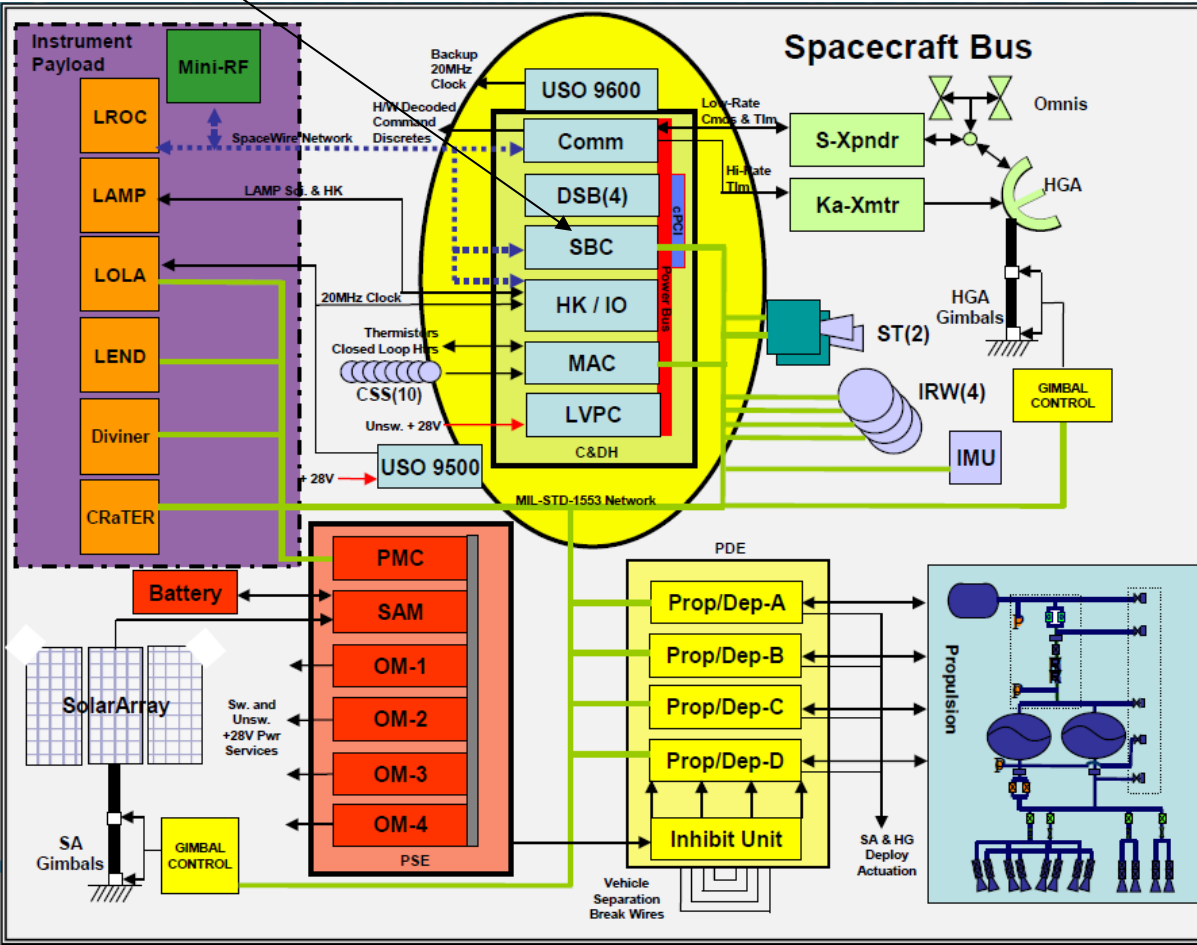 Spacecraft Bus
Instrument
Payload
Mini-RF
LROC
LAMP
LOLA
LEND
Diviner
CRaTER
SpaceWire Network
LAMP Sci. & HK
20MHz Clock
Backup
20MHz
Clock
H/W Decoded
Command
Discretes
USO 9600
Comm
DSB(4)
SBC
HK / IO
MAC
LVPC
C&DH
cPCI
Power Bus
Low-Rate
Cmds & Tlm
Hi-Rate
Tlm
S-Xpndr
Ka-Xmtr
Omnis
HGA
HGA
Gimbals
GIMBAL
CONTROL
ST(2)
IRW(4)
IMU
Thermistors
Closed Loop Htrs
CSS(10)
Unsw. + 28V
USO 9500
+ 28V
MIL-STD-1553 Network
PMC
SAM
OM-1
OM-2
OM-3
OM-4
PSE
Battery
SolarArray
Sw. and
Unsw.
+28V Pwr
Services
SA
Gimbals
GIMBAL
CONTROL
PDE
Prop/Dep-A
Prop/Dep-B
Prop/Dep-C
Prop/Dep-D
Inhibit Unit
Vehicle
Separation
Break Wires
SA & HG
Deploy
Actuation
Propulsion